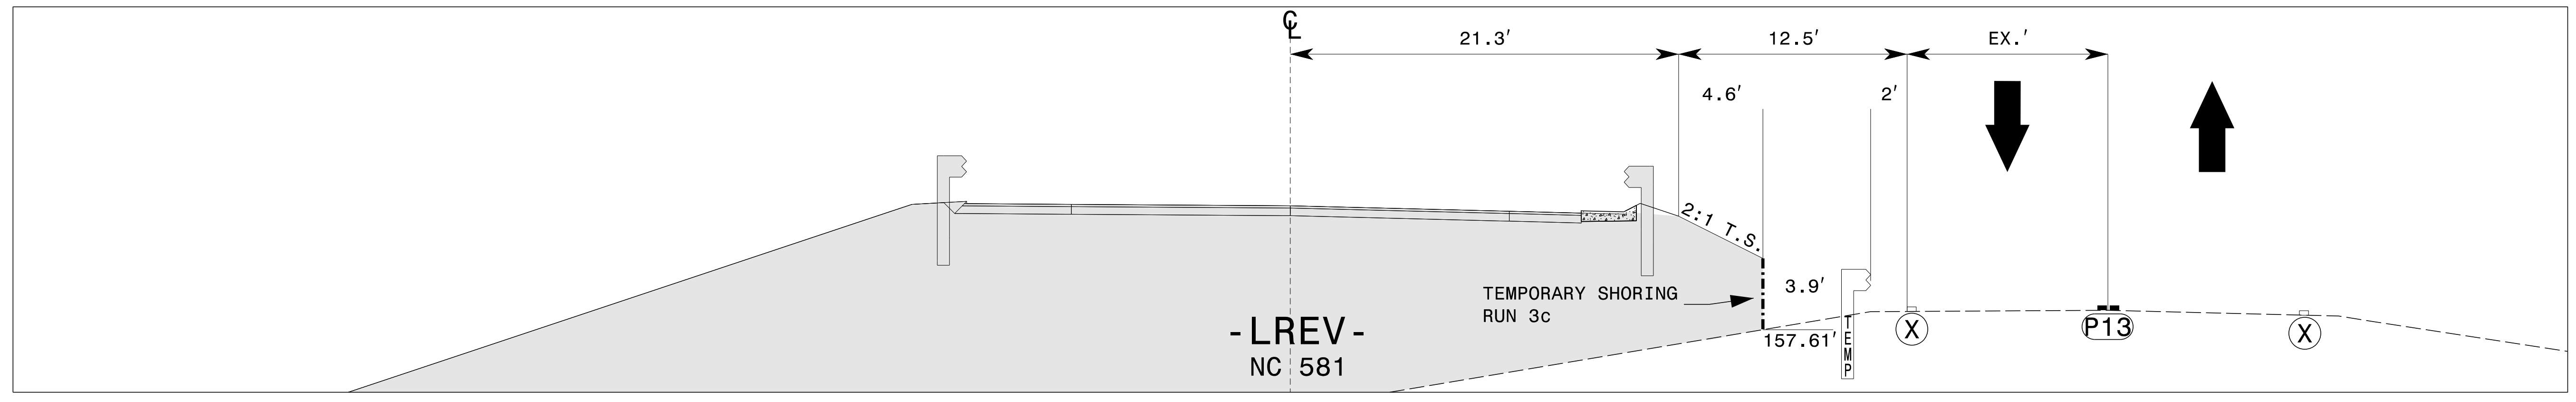 ℄
21.3'
12.5'
EX.'
4.6'
2'
2:1 T.S.
3.9'
TEMPORARY SHORING
RUN 3c
157.61'
TEMP
-LREV-
NC 581
X
P13
X